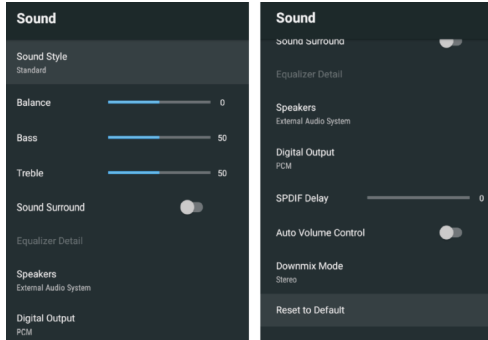 Sound
Sound Style
Standard
Balance 0
Bass 50
Treble 50
Sound Surround
Equalizer Detail
Speakers
External Audio System
Digital Output
PCM
Sound
Sound Surround
Equalizer Detail
Speakers
External Audio System
Digital Output
PCM
SPDIF Delay 0
Auto Volume Control
Downmix Mode
Stereo
Reset to Default